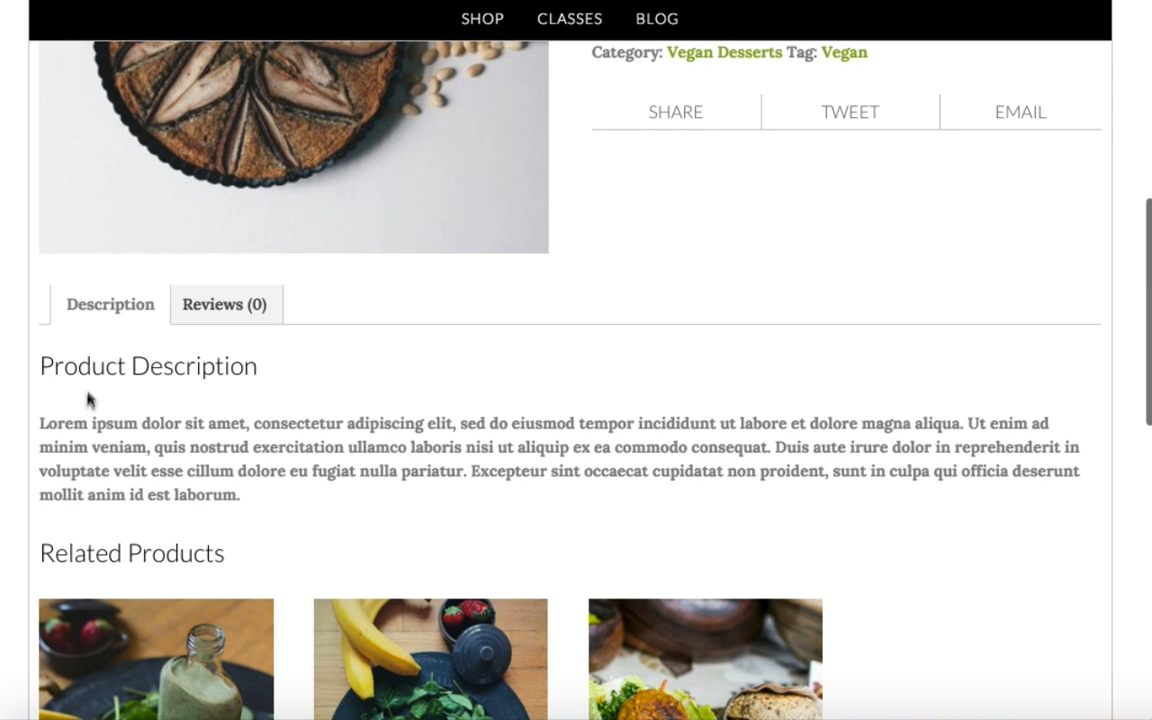 SHOP CLASSES BLOG
Category: Vegan Desserts Tag: Vegan
SHARE TWEET EMAIL
Description Reviews (0)
Product Description
Lorem ipsum dolor sit amet, consectetur adipiscing elit, sed do eiusmod tempor incididunt ut labore et dolore magna aliqua. Ut enim ad
minim veniam, quis nostrud exercitation ullamco laboris nisi ut aliquip ex ea commodo consequat. Duis aute irure dolor in reprehenderit in
voluptate velit esse cillum dolore eu fugiat nulla pariatur. Excepteur sint occaecat cupidatat non proident, sunt in culpa qui officia deserunt
mollit anim id est laborum.
Related Products